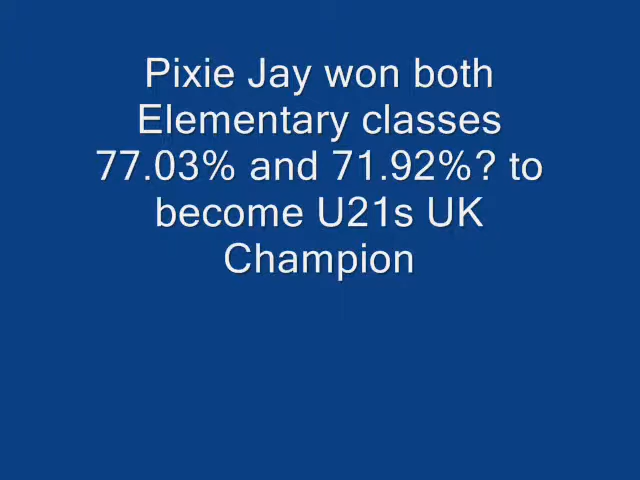 Pixie Jay won both
Elementary classes
77.03% and 71.92%? to
become U21s UK
Champion